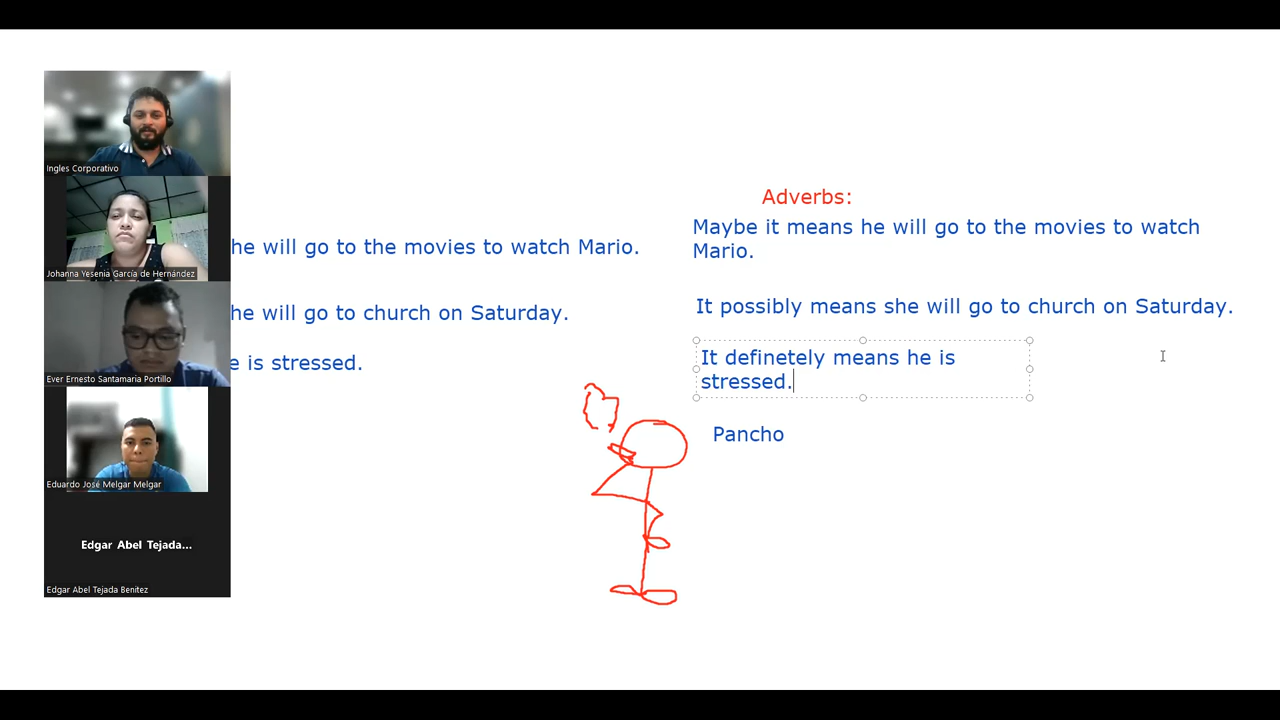 Ingles Corporativo
Johanna Yesenia García de Hernández
Ever Ernesto Santamaria Portillo
Eduardo José Melgar Melgar
Edgar Abel Tejada...
Edgar Abel Tejada Benitez
he will go to the movies to watch Mario.
he will go to church on Saturday.
e is stressed.
Adverbs:
Maybe it means he will go to the movies to watch
Mario.
It possibly means she will go to church on Saturday.
It definetely means he is
stressed.
Pancho